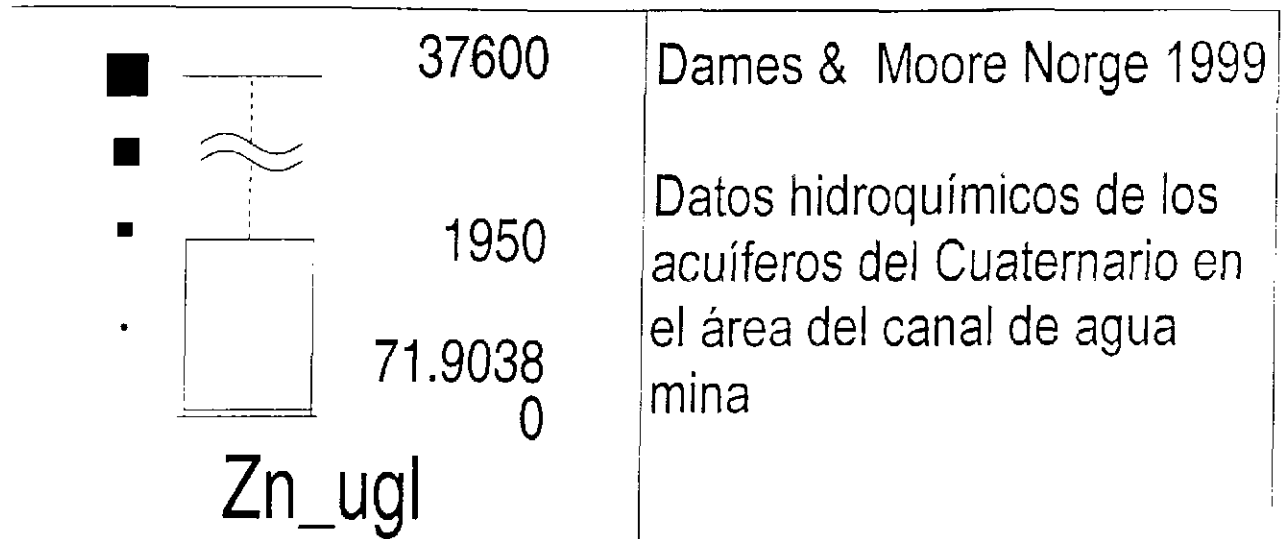 37600
1950
71.9038
0
Zn_ugl
Dames & Moore Norge 1999
Datos hidroquímicos de los
acuíferos del Cuaternario en
el área del canal de agua
mina